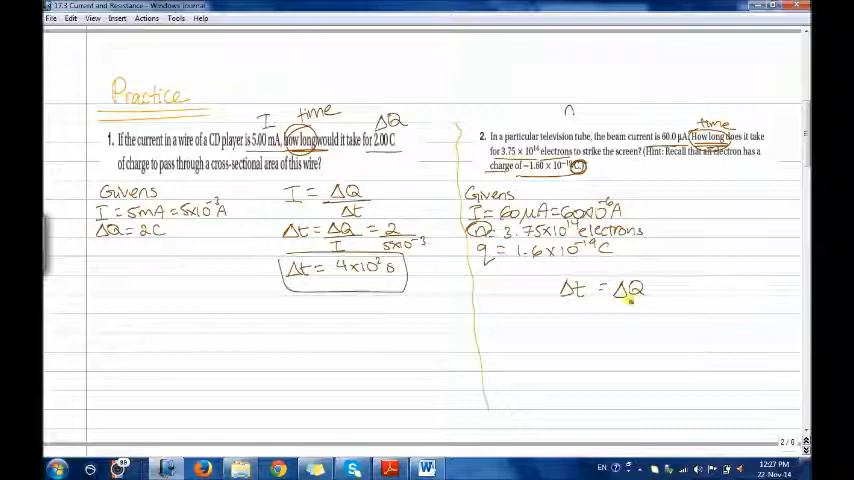 17.3 Current and Resistance - Windows Journal
File Edit View Insert Actions Tools Help
Practice
I time ΔQ
1. If the current in a wire of a CD player is 5.00 mA, how long would it take for 2.00 C
of charge to pass through a cross-sectional area of this wire?
Givens
I = 5mA = 5x10⁻³A
ΔQ = 2C
I = ΔQ
Δt
Δt = ΔQ = 2
I 5x10⁻³
Δt = 4x10² s
n
time
2. In a particular television tube, the beam current is 60.0 µA. How long does it take
for 3.75 × 10¹⁴ electrons to strike the screen? (Hint: Recall that an electron has a
charge of −1.60 × 10⁻¹⁹ C.)
Givens
I = 60µA = 60x10⁻⁶A
n = 3.75x10¹⁴ electrons
q = 1.6x10⁻¹⁹C
Δt = ΔQ
2 / 6
EN
12:27 PM
22-Nov-14